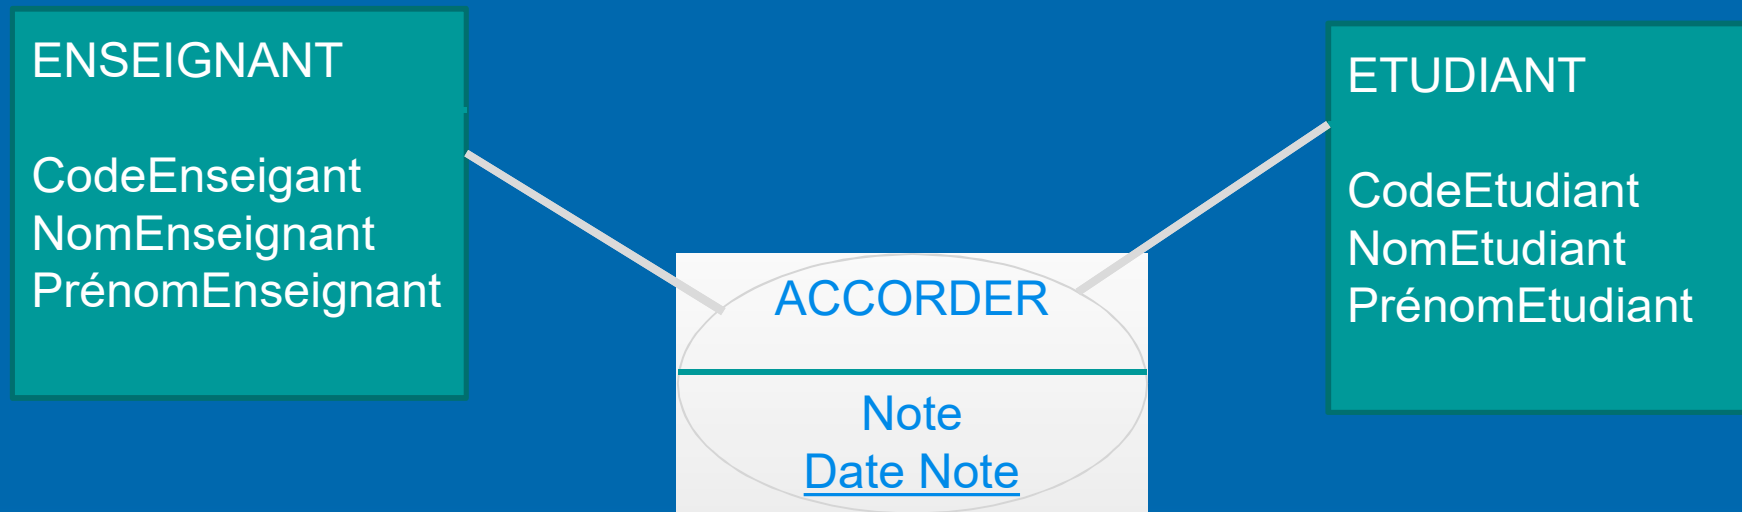 ENSEIGNANT
CodeEnseigant
NomEnseignant
PrénomEnseignant
ACCORDER
Note
Date Note
ETUDIANT
CodeEtudiant
NomEtudiant
PrénomEtudiant